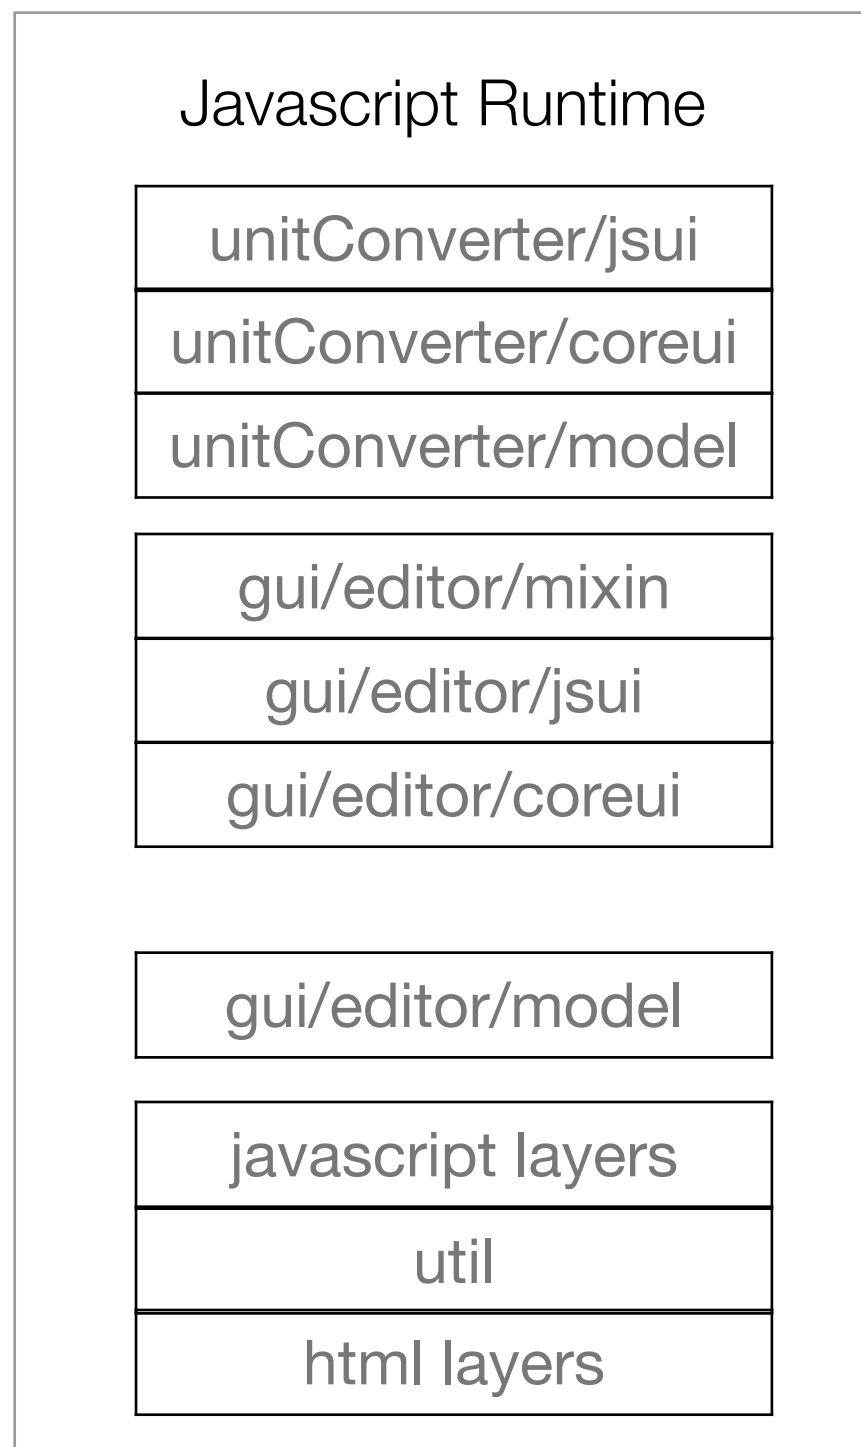 Javascript Runtime
unitConverter/jsui
unitConverter/coreui
unitConverter/model
gui/editor/mixin
gui/editor/jsui
gui/editor/coreui
gui/editor/model
javascript layers
util
html layers